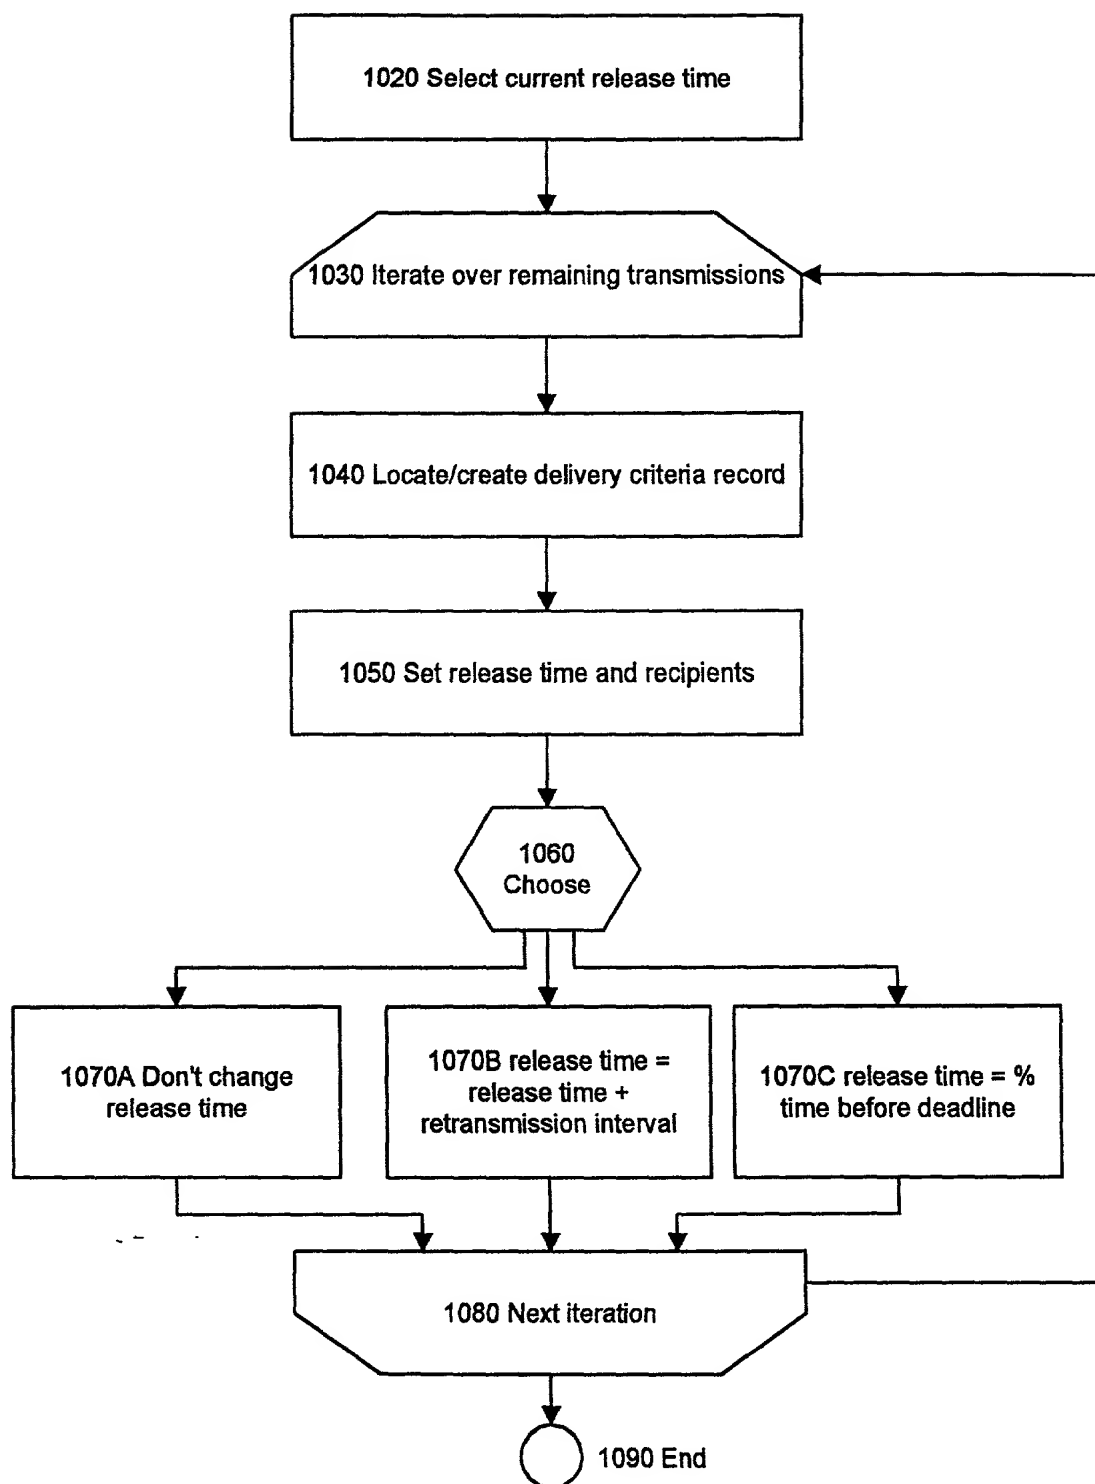 1020 Select current release time
1030 Iterate over remaining transmissions
1040 Locate/create delivery criteria record
1050 Set release time and recipients
1060
Choose
1070A Don't change
release time
1070B release time =
release time +
retransmission interval
1070C release time = %
time before deadline
1080 Next iteration
1090 End